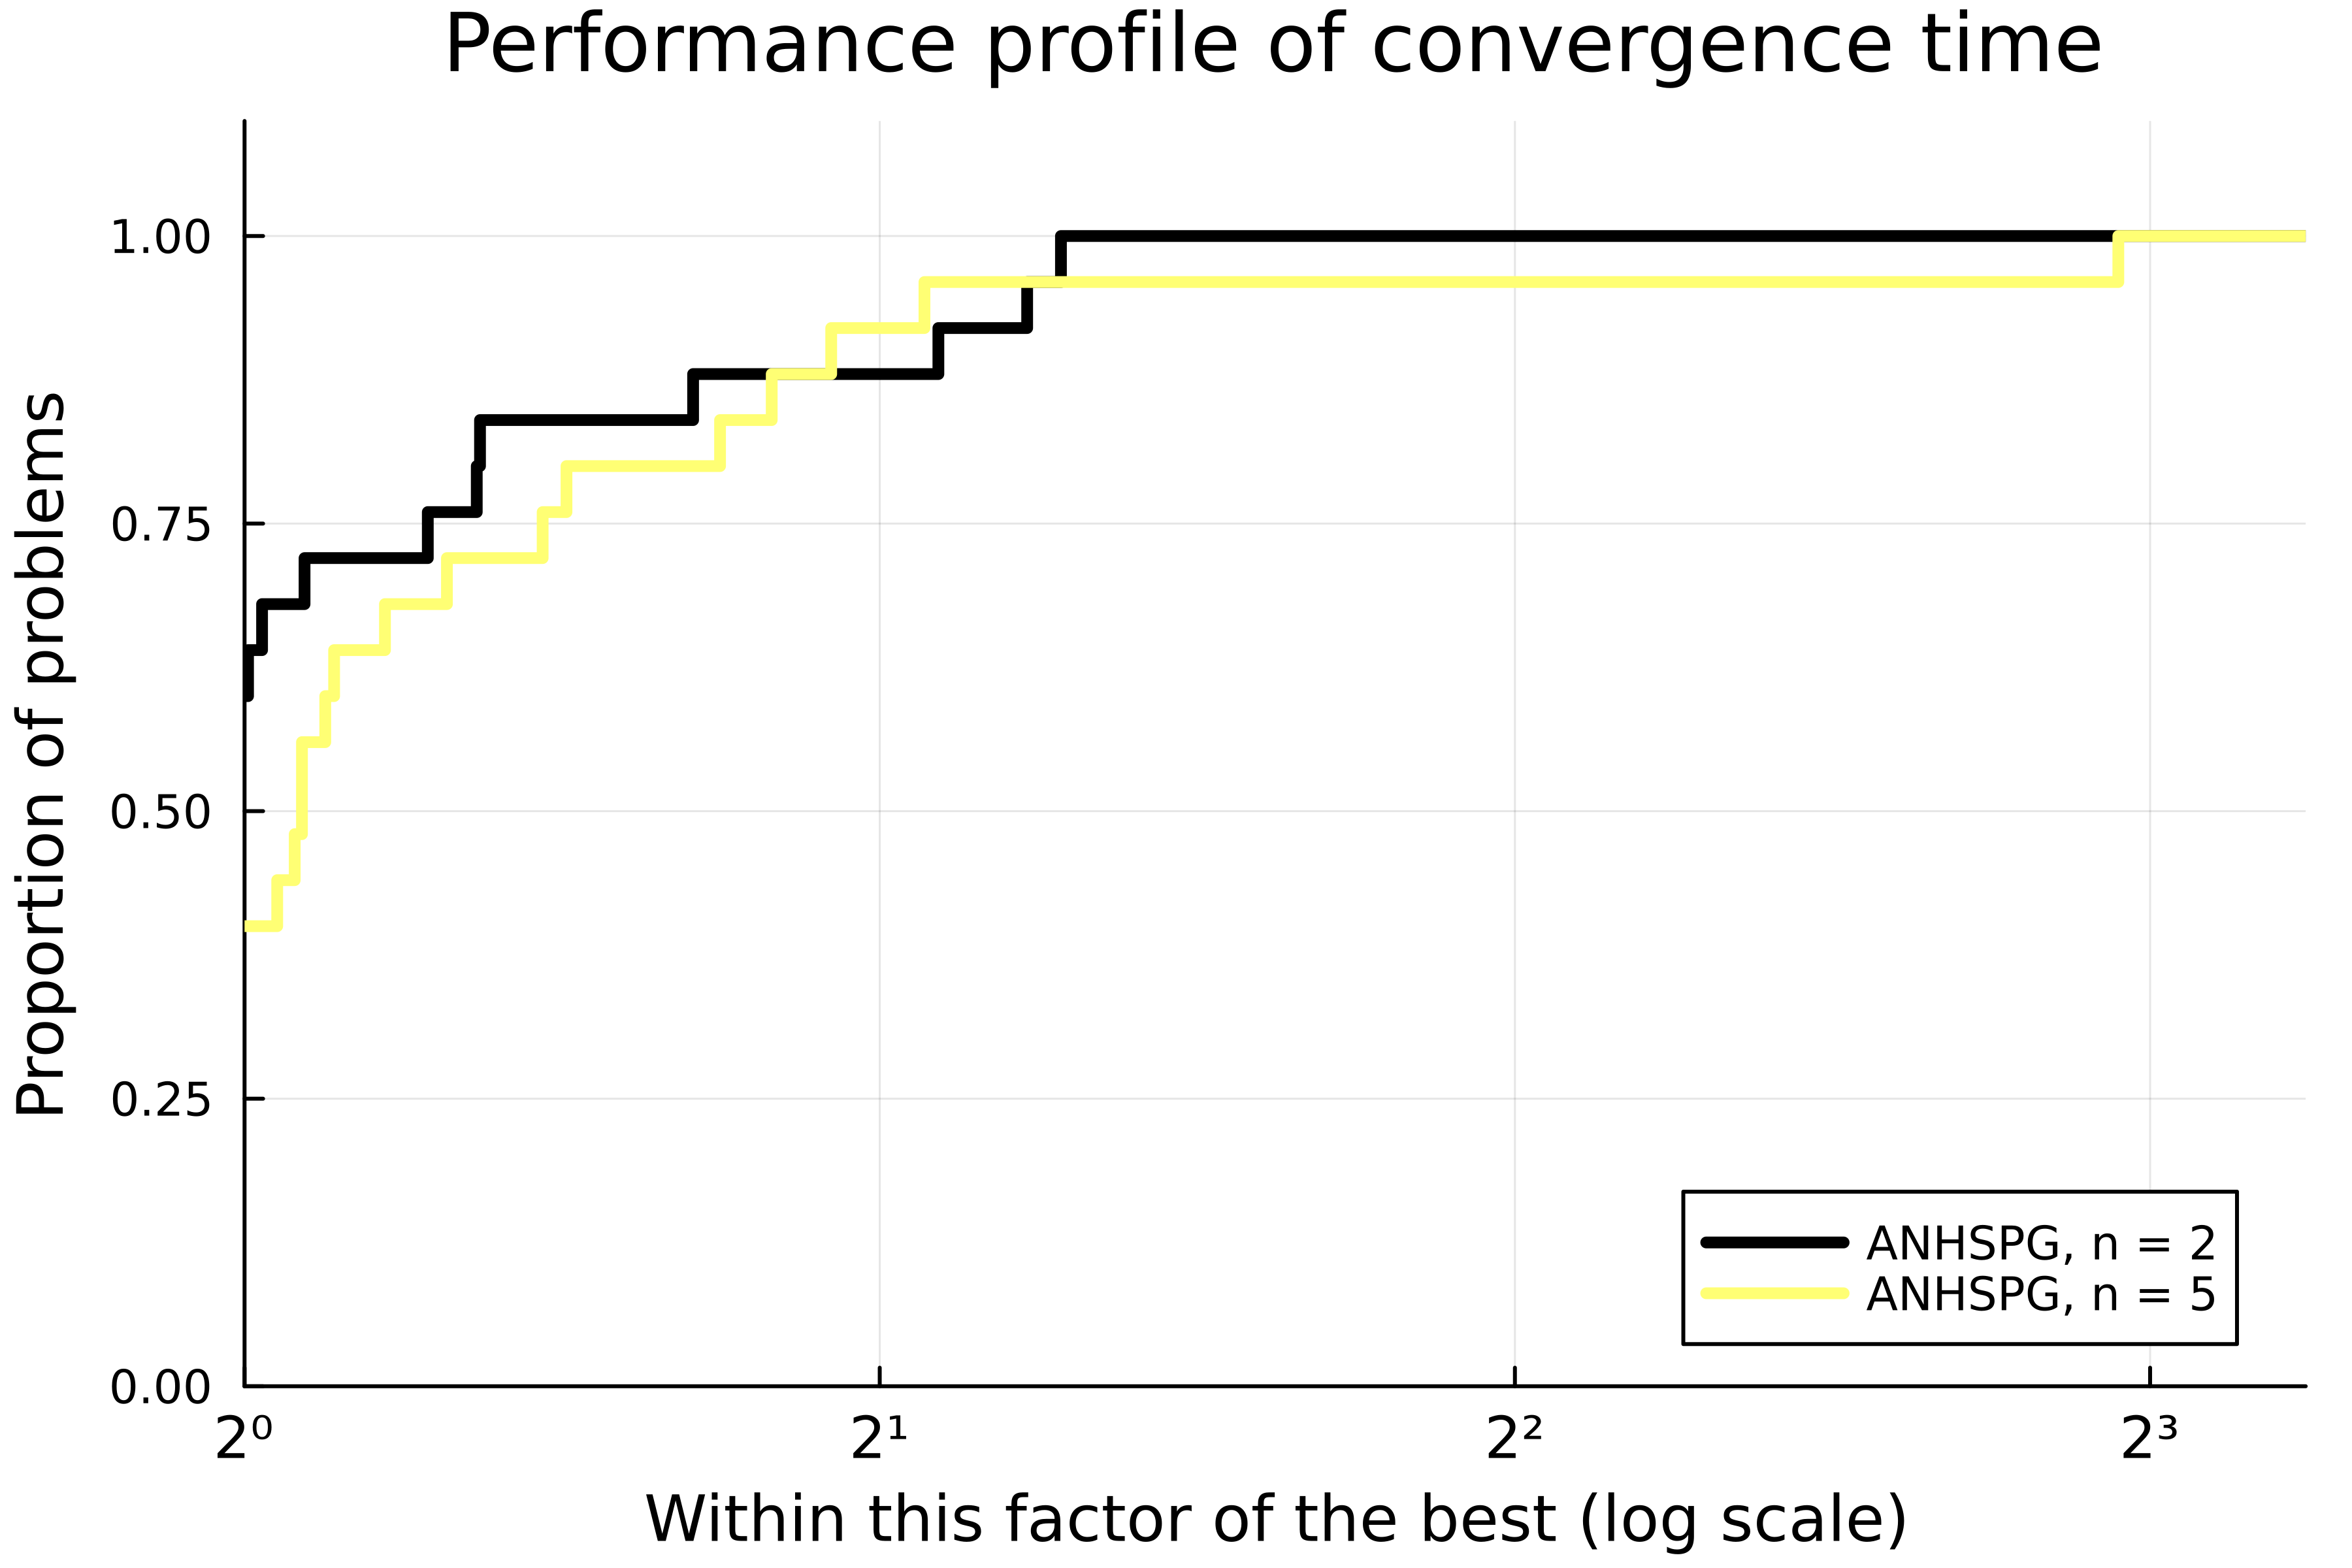 Performance profile of convergence time
Proportion of problems
1.00
0.75
0.50
0.25
0.00
2⁰
2¹
2²
2³
Within this factor of the best (log scale)
ANHSPG, n = 2
ANHSPG, n = 5